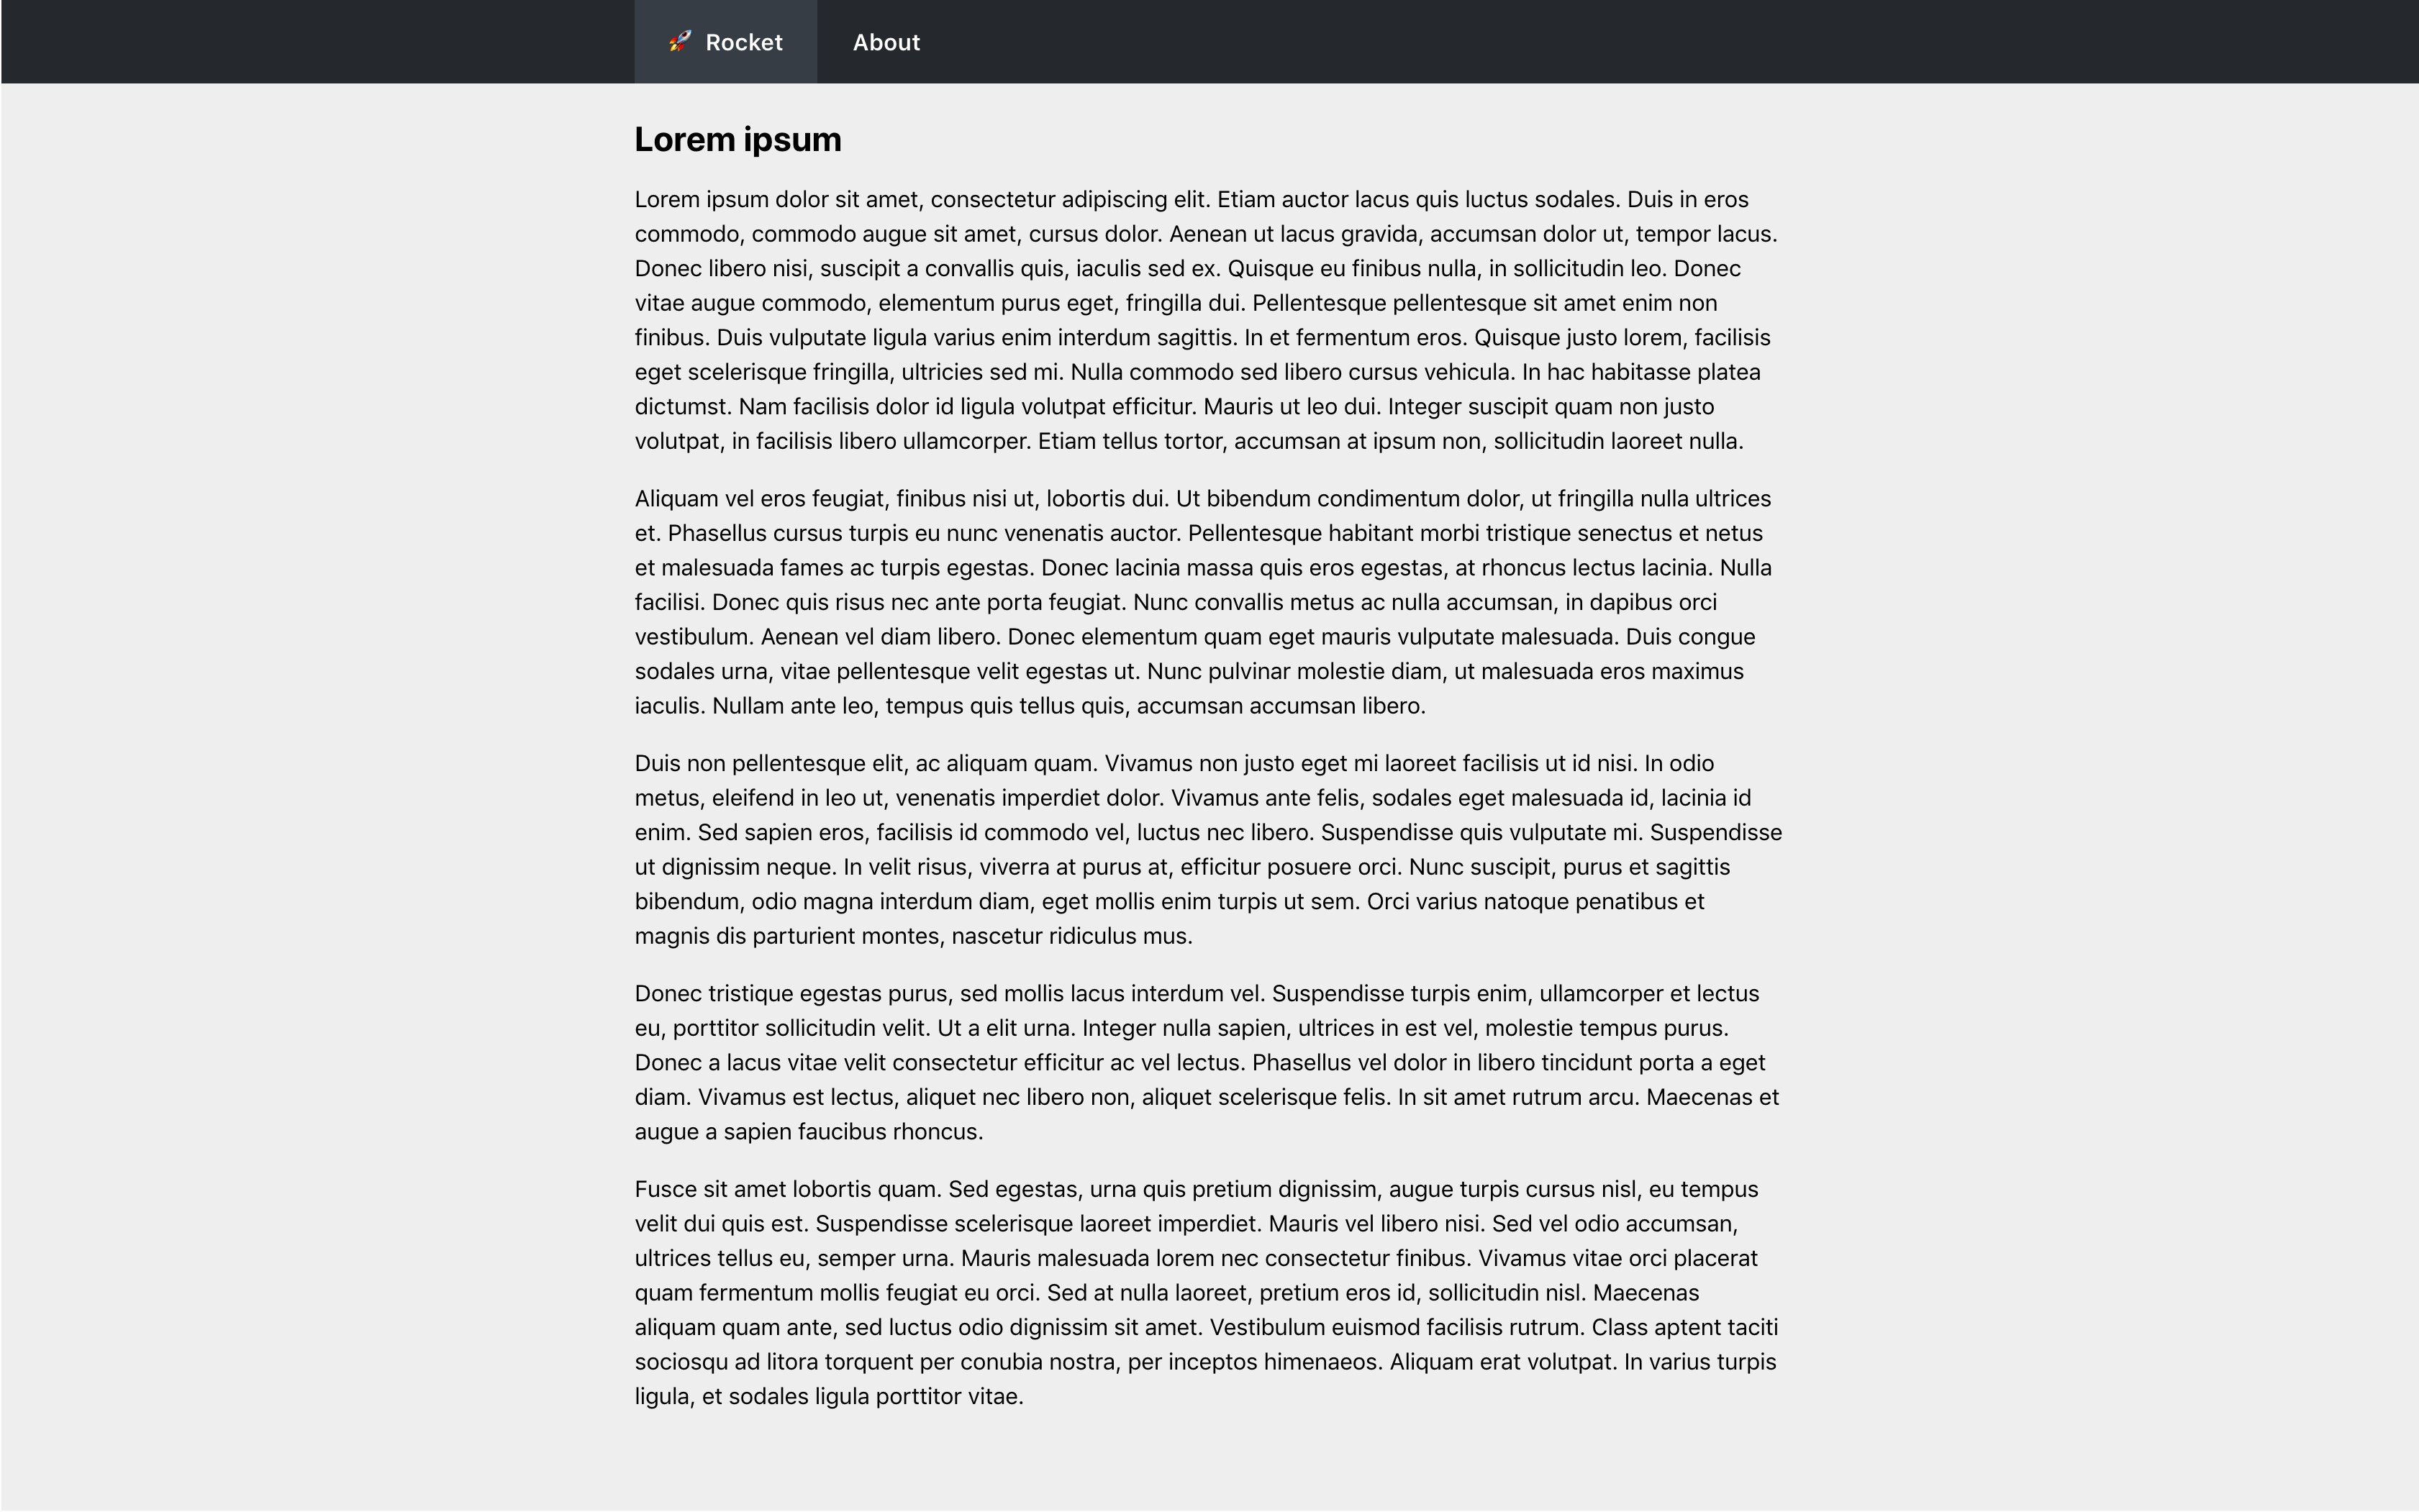 🚀 Rocket About
Lorem ipsum
Lorem ipsum dolor sit amet, consectetur adipiscing elit. Etiam auctor lacus quis luctus sodales. Duis in eros
commodo, commodo augue sit amet, cursus dolor. Aenean ut lacus gravida, accumsan dolor ut, tempor lacus.
Donec libero nisi, suscipit a convallis quis, iaculis sed ex. Quisque eu finibus nulla, in sollicitudin leo. Donec
vitae augue commodo, elementum purus eget, fringilla dui. Pellentesque pellentesque sit amet enim non
finibus. Duis vulputate ligula varius enim interdum sagittis. In et fermentum eros. Quisque justo lorem, facilisis
eget scelerisque fringilla, ultricies sed mi. Nulla commodo sed libero cursus vehicula. In hac habitasse platea
dictumst. Nam facilisis dolor id ligula volutpat efficitur. Mauris ut leo dui. Integer suscipit quam non justo
volutpat, in facilisis libero ullamcorper. Etiam tellus tortor, accumsan at ipsum non, sollicitudin laoreet nulla.
Aliquam vel eros feugiat, finibus nisi ut, lobortis dui. Ut bibendum condimentum dolor, ut fringilla nulla ultrices
et. Phasellus cursus turpis eu nunc venenatis auctor. Pellentesque habitant morbi tristique senectus et netus
et malesuada fames ac turpis egestas. Donec lacinia massa quis eros egestas, at rhoncus lectus lacinia. Nulla
facilisi. Donec quis risus nec ante porta feugiat. Nunc convallis metus ac nulla accumsan, in dapibus orci
vestibulum. Aenean vel diam libero. Donec elementum quam eget mauris vulputate malesuada. Duis congue
sodales urna, vitae pellentesque velit egestas ut. Nunc pulvinar molestie diam, ut malesuada eros maximus
iaculis. Nullam ante leo, tempus quis tellus quis, accumsan accumsan libero.
Duis non pellentesque elit, ac aliquam quam. Vivamus non justo eget mi laoreet facilisis ut id nisi. In odio
metus, eleifend in leo ut, venenatis imperdiet dolor. Vivamus ante felis, sodales eget malesuada id, lacinia id
enim. Sed sapien eros, facilisis id commodo vel, luctus nec libero. Suspendisse quis vulputate mi. Suspendisse
ut dignissim neque. In velit risus, viverra at purus at, efficitur posuere orci. Nunc suscipit, purus et sagittis
bibendum, odio magna interdum diam, eget mollis enim turpis ut sem. Orci varius natoque penatibus et
magnis dis parturient montes, nascetur ridiculus mus.
Donec tristique egestas purus, sed mollis lacus interdum vel. Suspendisse turpis enim, ullamcorper et lectus
eu, porttitor sollicitudin velit. Ut a elit urna. Integer nulla sapien, ultrices in est vel, molestie tempus purus.
Donec a lacus vitae velit consectetur efficitur ac vel lectus. Phasellus vel dolor in libero tincidunt porta a eget
diam. Vivamus est lectus, aliquet nec libero non, aliquet scelerisque felis. In sit amet rutrum arcu. Maecenas et
augue a sapien faucibus rhoncus.
Fusce sit amet lobortis quam. Sed egestas, urna quis pretium dignissim, augue turpis cursus nisl, eu tempus
velit dui quis est. Suspendisse scelerisque laoreet imperdiet. Mauris vel libero nisi. Sed vel odio accumsan,
ultrices tellus eu, semper urna. Mauris malesuada lorem nec consectetur finibus. Vivamus vitae orci placerat
quam fermentum mollis feugiat eu orci. Sed at nulla laoreet, pretium eros id, sollicitudin nisl. Maecenas
aliquam quam ante, sed luctus odio dignissim sit amet. Vestibulum euismod facilisis rutrum. Class aptent taciti
sociosqu ad litora torquent per conubia nostra, per inceptos himenaeos. Aliquam erat volutpat. In varius turpis
ligula, et sodales ligula porttitor vitae.